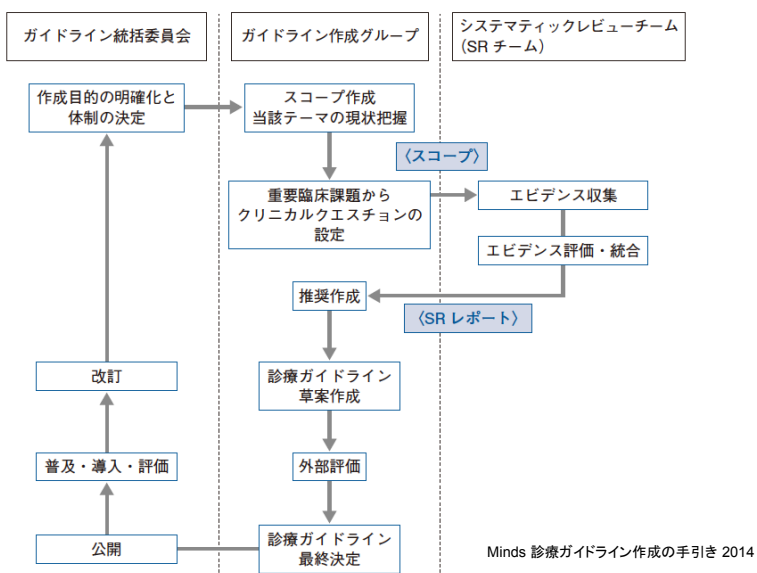 ガイドライン統括委員会
ガイドライン作成グループ
システマティックレビューチーム
（SR チーム）
作成目的の明確化と
体制の決定
スコープ作成
当該テーマの現状把握
〈スコープ〉
重要臨床課題から
クリニカルクエスチョンの
設定
エビデンス収集
エビデンス評価・統合
推奨作成
〈SR レポート〉
改訂
診療ガイドライン
草案作成
普及・導入・評価
外部評価
公開
診療ガイドライン
最終決定
Minds 診療ガイドライン作成の手引き 2014